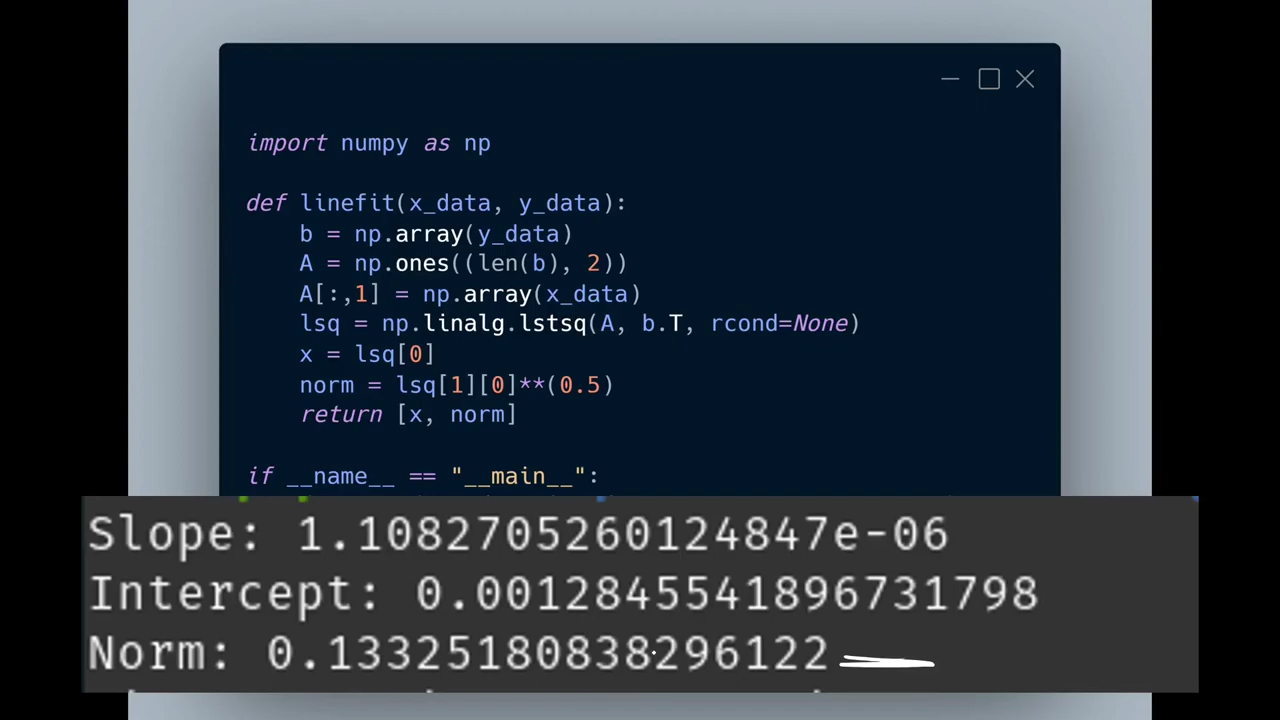 import numpy as np
def linefit(x_data, y_data):
b = np.array(y_data)
A = np.ones((len(b), 2))
A[:,1] = np.array(x_data)
lsq = np.linalg.lstsq(A, b.T, rcond=None)
x = lsq[0]
norm = lsq[1][0]**(0.5)
return [x, norm]
if __name__ == "__main__":
Slope: 1.1082705260124847e-06
Intercept: 0.0012845541896731798
Norm: 0.13325180838296122